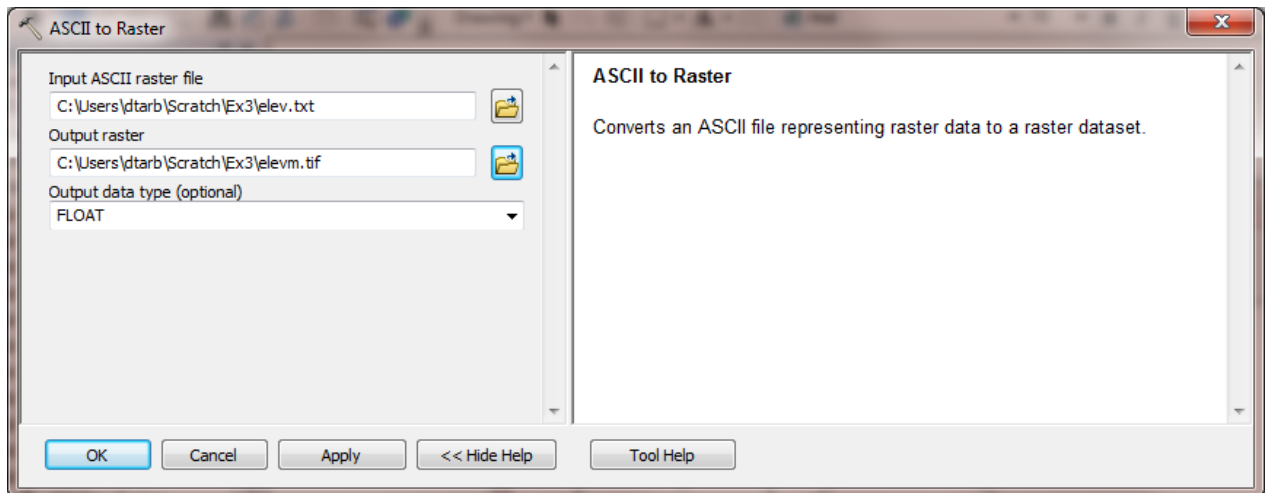 ASCII to Raster
Input ASCII raster file
C:\Users\dtarb\Scratch\Ex3\elev.txt
Output raster
C:\Users\dtarb\Scratch\Ex3\elevm.tif
Output data type (optional)
FLOAT
ASCII to Raster
Converts an ASCII file representing raster data to a raster dataset.
OK
Cancel
Apply
<< Hide Help
Tool Help